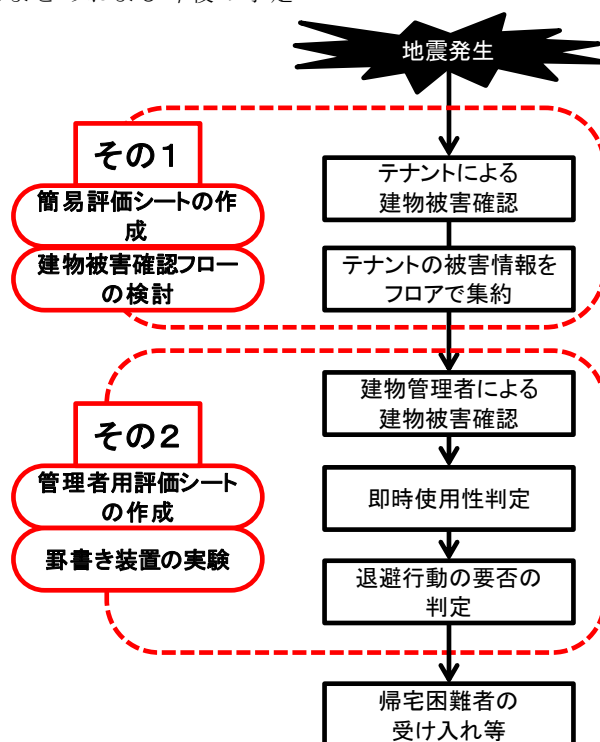 地震発生
その１
簡易評価シートの作
成
建物被害確認フロー
の検討
テナントによる
建物被害確認
テナントの被害情報を
フロアで集約
その２
管理者用評価シート
の作成
罫書き装置の実験
建物管理者による
建物被害確認
即時使用性判定
退避行動の要否の
判定
帰宅困難者の
受け入れ等